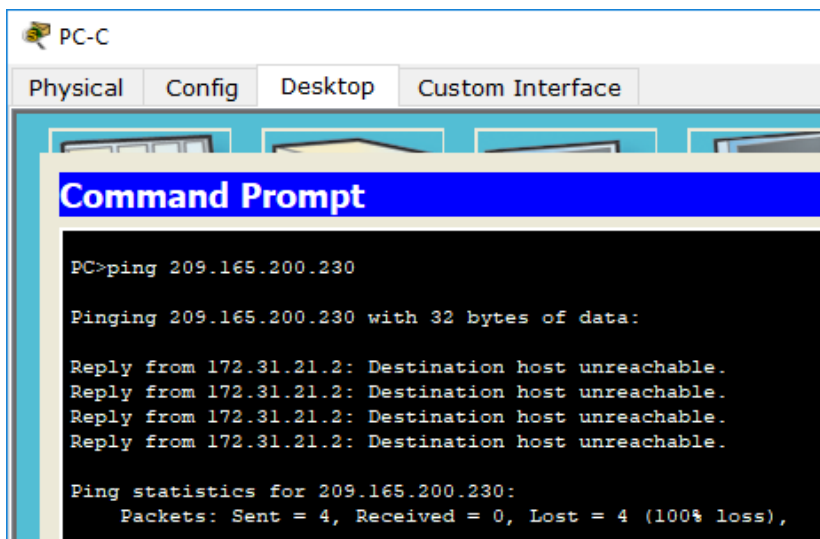 PC-C
Physical Config Desktop Custom Interface
Command Prompt
PC>ping 209.165.200.230
Pinging 209.165.200.230 with 32 bytes of data:
Reply from 172.31.21.2: Destination host unreachable.
Reply from 172.31.21.2: Destination host unreachable.
Reply from 172.31.21.2: Destination host unreachable.
Reply from 172.31.21.2: Destination host unreachable.
Ping statistics for 209.165.200.230:
Packets: Sent = 4, Received = 0, Lost = 4 (100% loss),